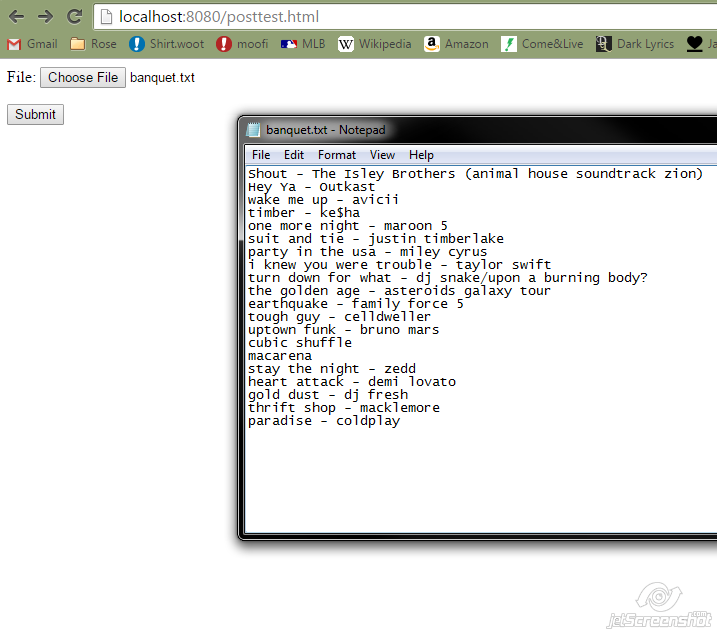 localhost:8080/posttest.html
Gmail Rose Shirt.woot moofi MLB Wikipedia Amazon Come&Live Dark Lyrics Ja
File: Choose File banquet.txt
Submit
banquet.txt - Notepad
File Edit Format View Help
Shout - The Isley Brothers (animal house soundtrack zion)
Hey Ya - Outkast
wake me up - avicii
timber - ke$ha
one more night - maroon 5
suit and tie - justin timberlake
party in the usa - miley cyrus
i knew you were trouble - taylor swift
turn down for what - dj snake/upon a burning body?
the golden age - asteroids galaxy tour
earthquake - family force 5
tough guy - celldweller
uptown funk - bruno mars
cubic shuffle
macarena
stay the night - zedd
heart attack - demi lovato
gold dust - dj fresh
thrift shop - macklemore
paradise - coldplay
jetScreenshot.com